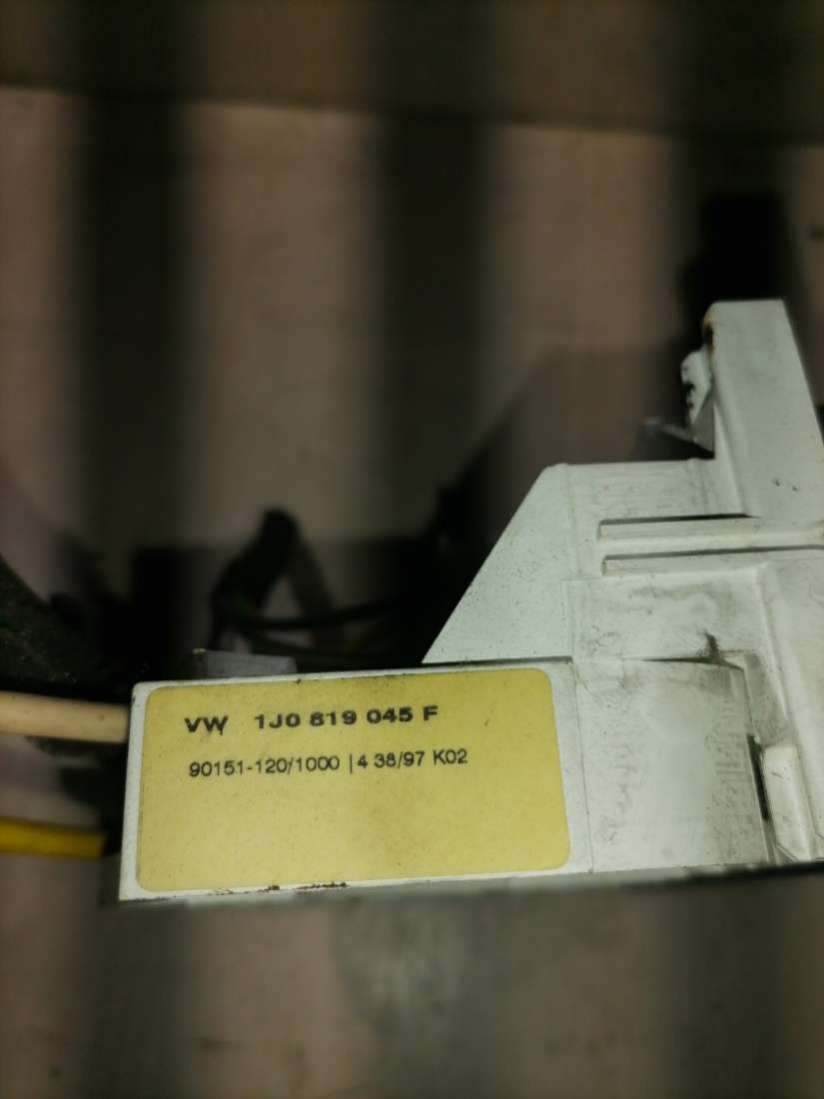 VW 1J0 819 045 F
90151-120/1000 |4 38/97 K02